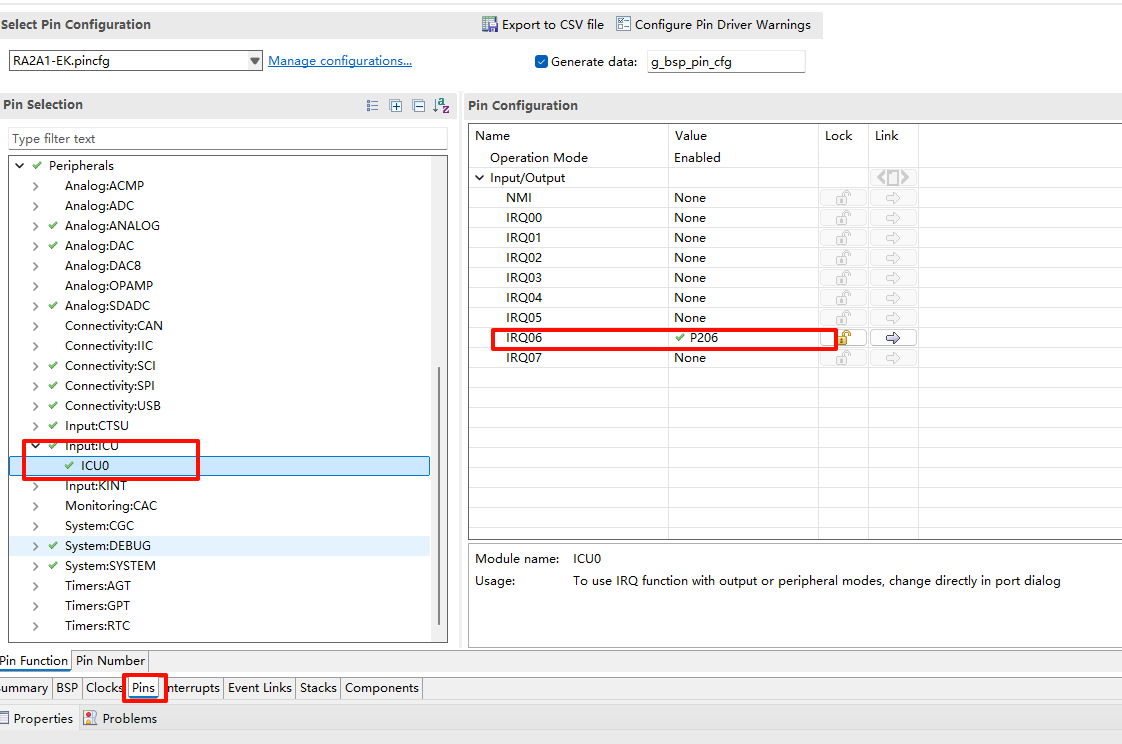 Select Pin Configuration
Export to CSV file
Configure Pin Driver Warnings
RA2A1-EK.pincfg
Manage configurations...
Generate data:
g_bsp_pin_cfg
Pin Selection
Type filter text
Peripherals
Analog:ACMP
Analog:ADC
Analog:ANALOG
Analog:DAC
Analog:DAC8
Analog:OPAMP
Analog:SDADC
Connectivity:CAN
Connectivity:IIC
Connectivity:SCI
Connectivity:SPI
Connectivity:USB
Input:CTSU
Input:ICU
ICU0
Input:KINT
Monitoring:CAC
System:CGC
System:DEBUG
System:SYSTEM
Timers:AGT
Timers:GPT
Timers:RTC
Pin Configuration
Name Value Lock Link
Operation Mode Enabled
Input/Output
NMI None
IRQ00 None
IRQ01 None
IRQ02 None
IRQ03 None
IRQ04 None
IRQ05 None
IRQ06 P206
IRQ07 None
Module name: ICU0
Usage: To use IRQ function with output or peripheral modes, change directly in port dialog
Pin Function Pin Number
ummary BSP Clocks Pins nterrupts Event Links Stacks Components
Properties Problems